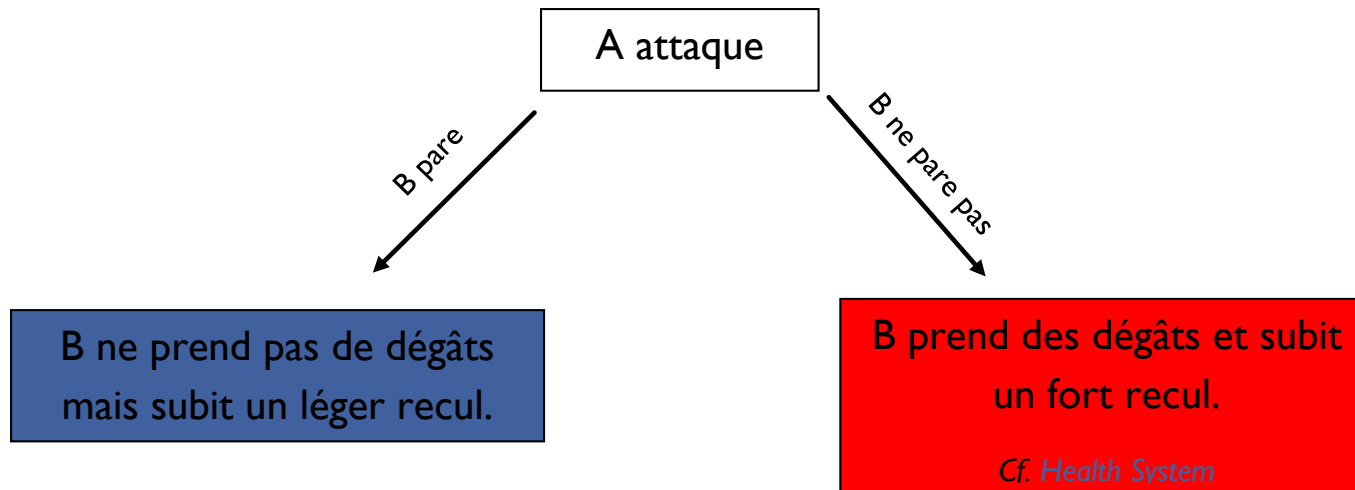 A attaque
B pare
B ne pare pas
B ne prend pas de dégâts
mais subit un léger recul.
B prend des dégâts et subit
un fort recul.
Cf. Health System